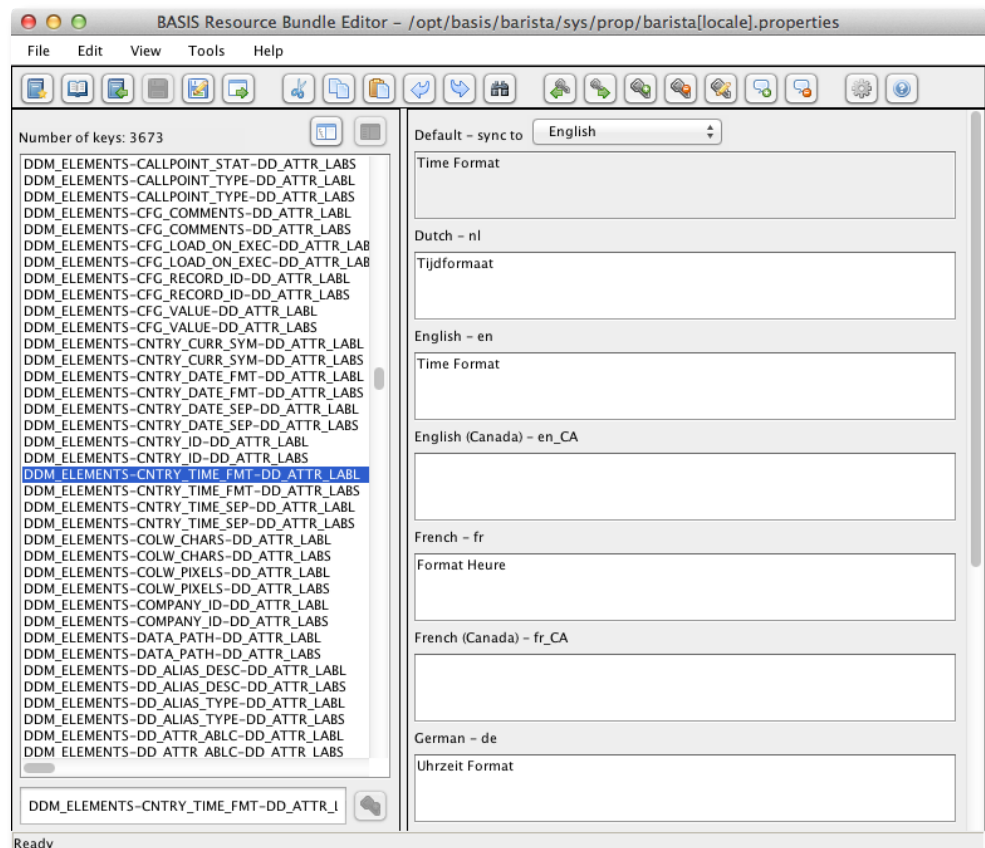 BASIS Resource Bundle Editor – /opt/basis/barista/sys/prop/barista[locale].properties
File Edit View Tools Help
Number of keys: 3673
DDM_ELEMENTS-CALLPOINT_STAT-DD_ATTR_LABS
DDM_ELEMENTS-CALLPOINT_TYPE-DD_ATTR_LABL
DDM_ELEMENTS-CALLPOINT_TYPE-DD_ATTR_LABS
DDM_ELEMENTS-CFG_COMMENTS-DD_ATTR_LABL
DDM_ELEMENTS-CFG_COMMENTS-DD_ATTR_LABS
DDM_ELEMENTS-CFG_LOAD_ON_EXEC-DD_ATTR_LAB
DDM_ELEMENTS-CFG_LOAD_ON_EXEC-DD_ATTR_LAB
DDM_ELEMENTS-CFG_RECORD_ID-DD_ATTR_LABL
DDM_ELEMENTS-CFG_RECORD_ID-DD_ATTR_LABS
DDM_ELEMENTS-CFG_VALUE-DD_ATTR_LABL
DDM_ELEMENTS-CFG_VALUE-DD_ATTR_LABS
DDM_ELEMENTS-CNTRY_CURR_SYM-DD_ATTR_LABL
DDM_ELEMENTS-CNTRY_CURR_SYM-DD_ATTR_LABS
DDM_ELEMENTS-CNTRY_DATE_FMT-DD_ATTR_LABL
DDM_ELEMENTS-CNTRY_DATE_FMT-DD_ATTR_LABS
DDM_ELEMENTS-CNTRY_DATE_SEP-DD_ATTR_LABL
DDM_ELEMENTS-CNTRY_DATE_SEP-DD_ATTR_LABS
DDM_ELEMENTS-CNTRY_ID-DD_ATTR_LABL
DDM_ELEMENTS-CNTRY_ID-DD_ATTR_LABS
DDM_ELEMENTS-CNTRY_TIME_FMT-DD_ATTR_LABL
DDM_ELEMENTS-CNTRY_TIME_FMT-DD_ATTR_LABS
DDM_ELEMENTS-CNTRY_TIME_SEP-DD_ATTR_LABL
DDM_ELEMENTS-CNTRY_TIME_SEP-DD_ATTR_LABS
DDM_ELEMENTS-COLW_CHARS-DD_ATTR_LABL
DDM_ELEMENTS-COLW_CHARS-DD_ATTR_LABS
DDM_ELEMENTS-COLW_PIXELS-DD_ATTR_LABL
DDM_ELEMENTS-COLW_PIXELS-DD_ATTR_LABS
DDM_ELEMENTS-COMPANY_ID-DD_ATTR_LABL
DDM_ELEMENTS-COMPANY_ID-DD_ATTR_LABS
DDM_ELEMENTS-DATA_PATH-DD_ATTR_LABL
DDM_ELEMENTS-DATA_PATH-DD_ATTR_LABS
DDM_ELEMENTS-DD_ALIAS_DESC-DD_ATTR_LABL
DDM_ELEMENTS-DD_ALIAS_DESC-DD_ATTR_LABS
DDM_ELEMENTS-DD_ALIAS_TYPE-DD_ATTR_LABL
DDM_ELEMENTS-DD_ALIAS_TYPE-DD_ATTR_LABS
DDM_ELEMENTS-DD_ATTR_ABLC-DD_ATTR_LABL
DDM_ELEMENTS-DD_ATTR_ABLC-DD_ATTR_LABS
DDM_ELEMENTS-CNTRY_TIME_FMT-DD_ATTR_L
Default – sync to English
Time Format
Dutch – nl
Tijdformaat
English – en
Time Format
English (Canada) – en_CA
French – fr
Format Heure
French (Canada) – fr_CA
German – de
Uhrzeit Format
Ready